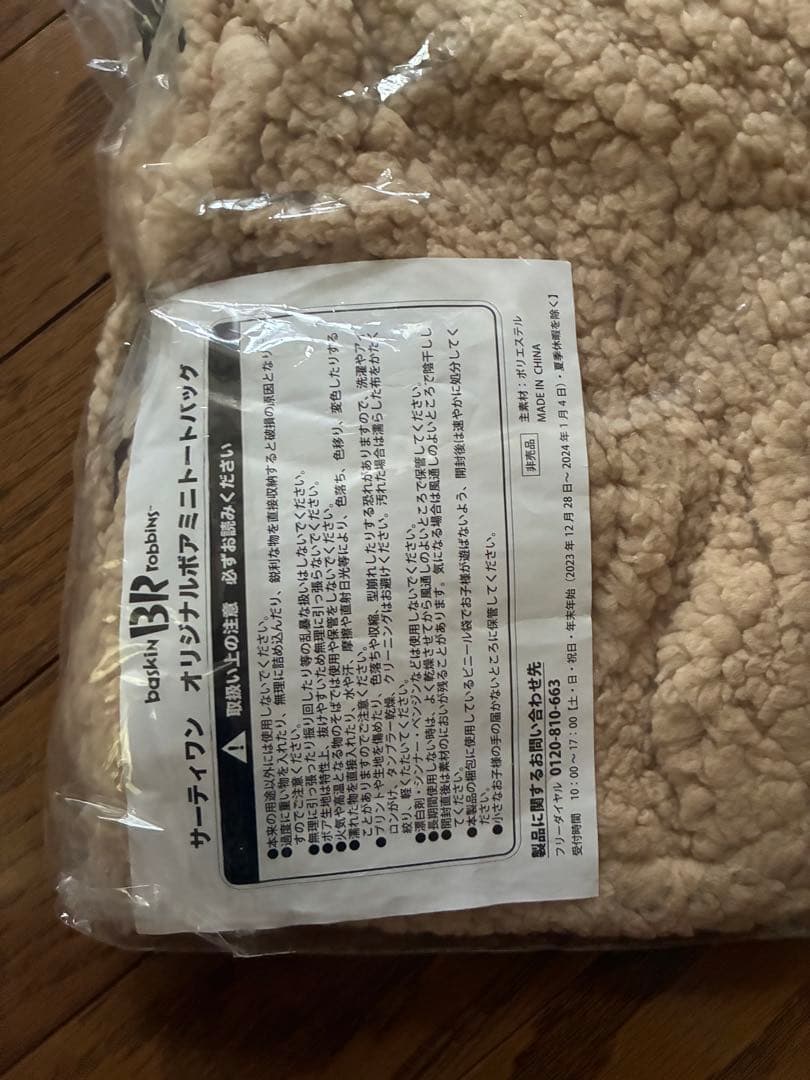 baskin BR robbins™
サーティワン　オリジナルボアミニトートバッグ
取扱い上の注意　必ずお読みください
●本来の用途以外には使用しないでください。
●過度に重い物を入れたり、無理に詰め込んだり、鋭利な物を直接収納すると破損の原因となり
すのでご注意ください。
●無理に引っ張ったり振り回したり等の乱暴な扱いはしないでください。
●ボア生地は特性上、抜けやすいため無理に引っ張らないでください。
●火気や高温となる物のそばでは使用や保管をしないでください。
●濡れた物を直接入れたり、水や汗、摩擦や直射日光等により、色落ち、色移り、変色したりする
ことがありますのでご注意ください。
●プリントや生地を傷めたり、色落ちや収縮、型崩れしたりする恐れがありますので、洗濯やア
ロンがけ、タンブラー乾燥、クリーニングはお避けください。汚れた場合は濡らした布をかたく
絞り、軽くたたいてください。
●漂白剤・シンナー・ベンジンなどは使用しないでください。
●長期間使用しない時は、よく乾燥させてから風通しのよいところで保管してください。
●開封直後は素材のにおいが残ることがあります。気になる場合は風通しのよいところで陰干しし
てください。
●本製品の梱包に使用しているビニール袋でお子様が遊ばないよう、開封後は速やかに処分してく
ださい。
●小さなお子様の手の届かないところに保管してください。
主素材：ポリエステル
非売品 MADE IN CHINA
製品に関するお問い合わせ先
フリーダイヤル 0120-810-663
受付時間　10：00～17：00【土・日・祝日・年末年始（2023年12月28日～2024年1月4日）・夏季休暇を除く】